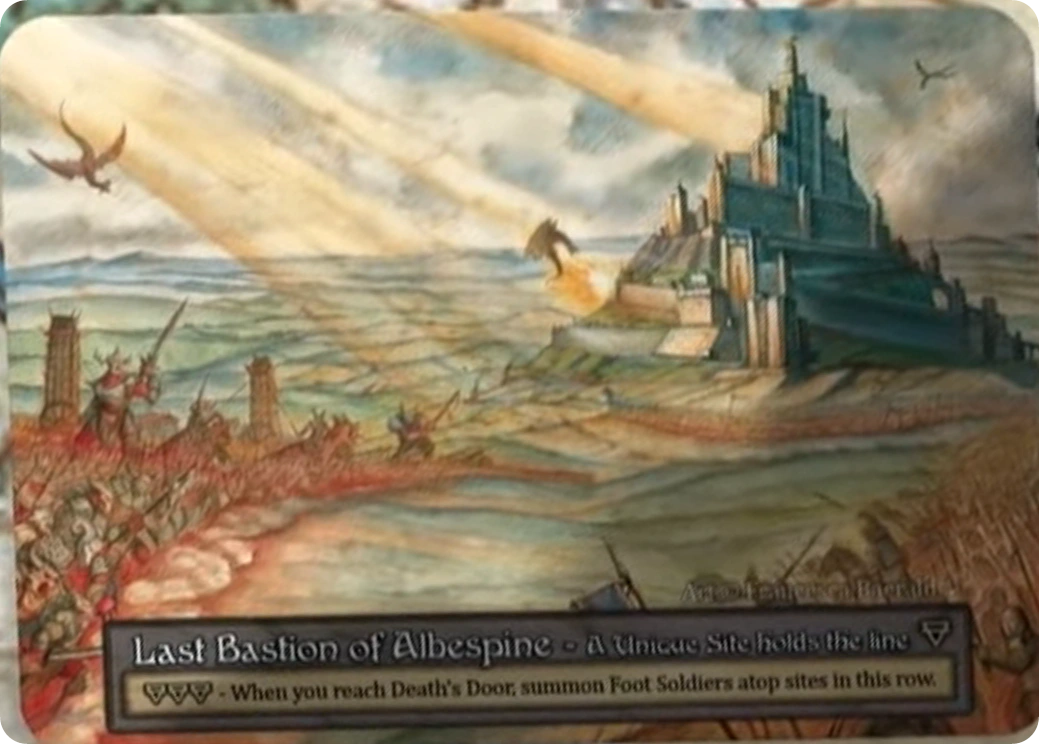 Last Bastion of Albespine - A Unique Site holds the line
- When you reach Death's Door, summon Foot Soldiers atop sites in this row.